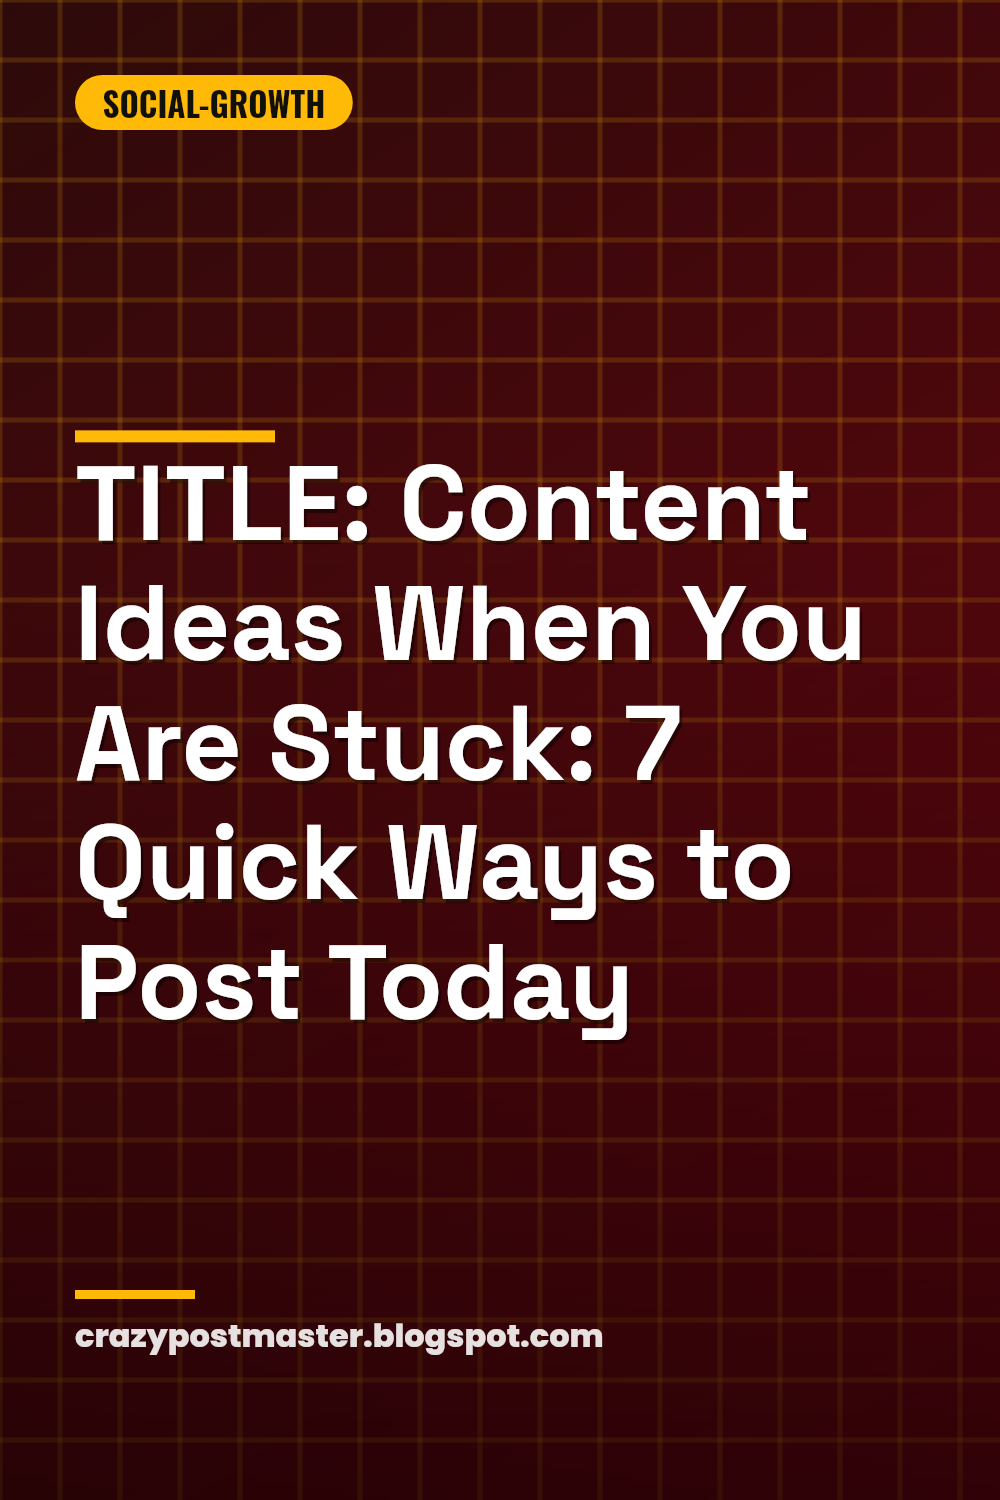 SOCIAL-GROWTH
TITLE: Content
Ideas When You
Are Stuck: 7
Quick Ways to
Post Today
crazypostmaster.blogspot.com